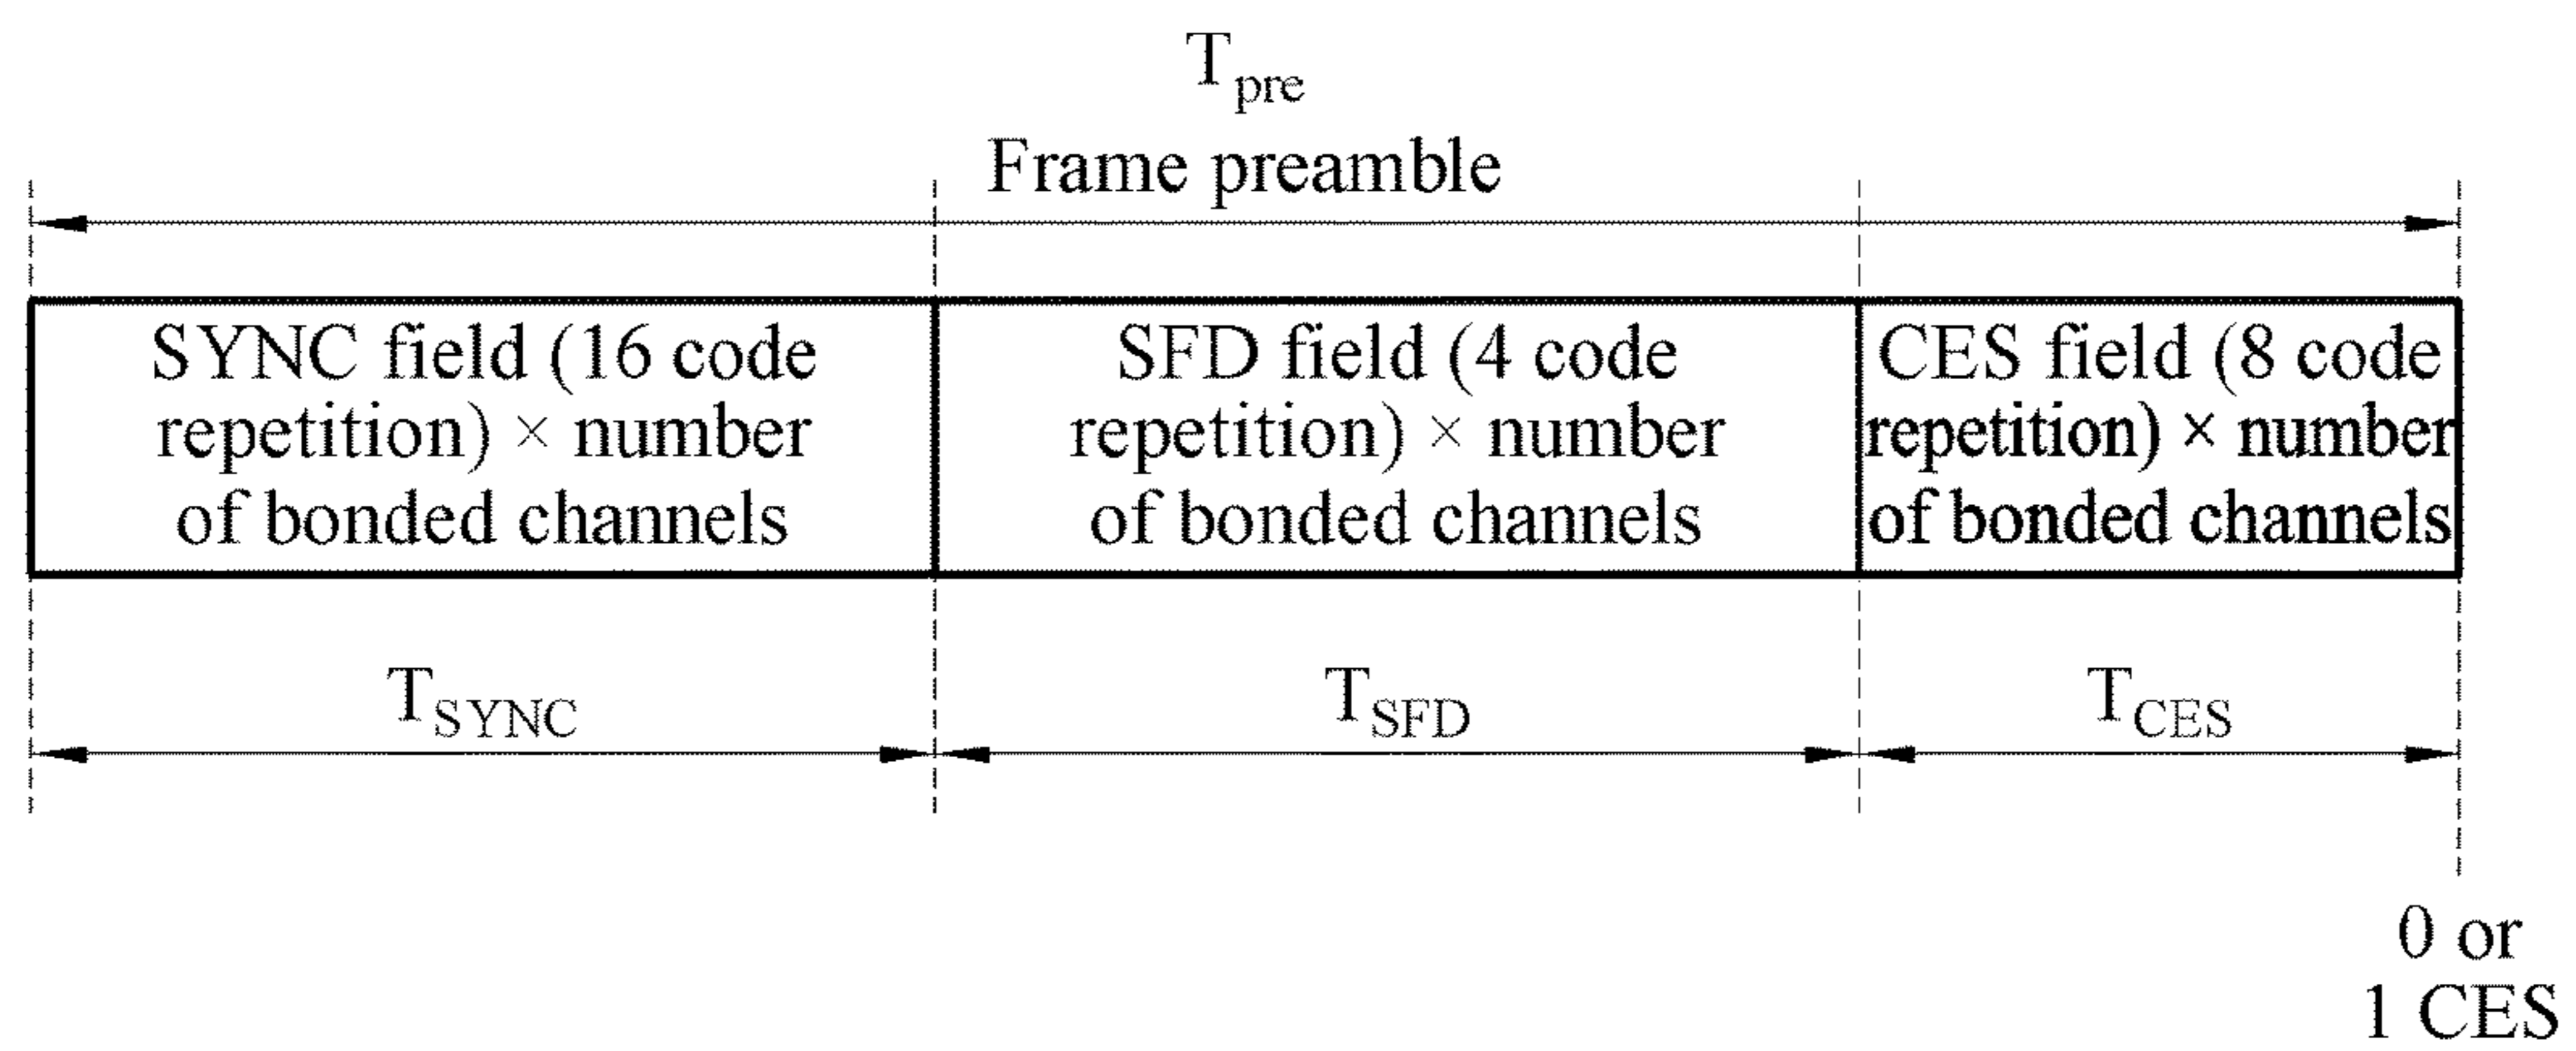 T_pre
Frame preamble
SYNC field (16 code
repetition) × number
of bonded channels
SFD field (4 code
repetition) × number
of bonded channels
CES field (8 code
repetition) × number
of bonded channels
T_SYNC
T_SFD
T_CES
0 or
1 CES